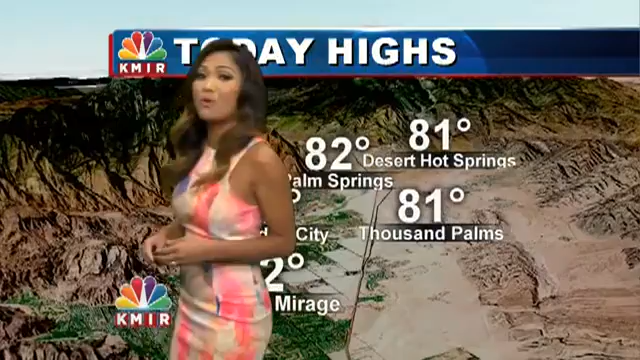 KMIR
TODAY HIGHS
81°
82°
Desert Hot Springs
Palm Springs
81°
City
Thousand Palms
2°
Mirage
KMIR